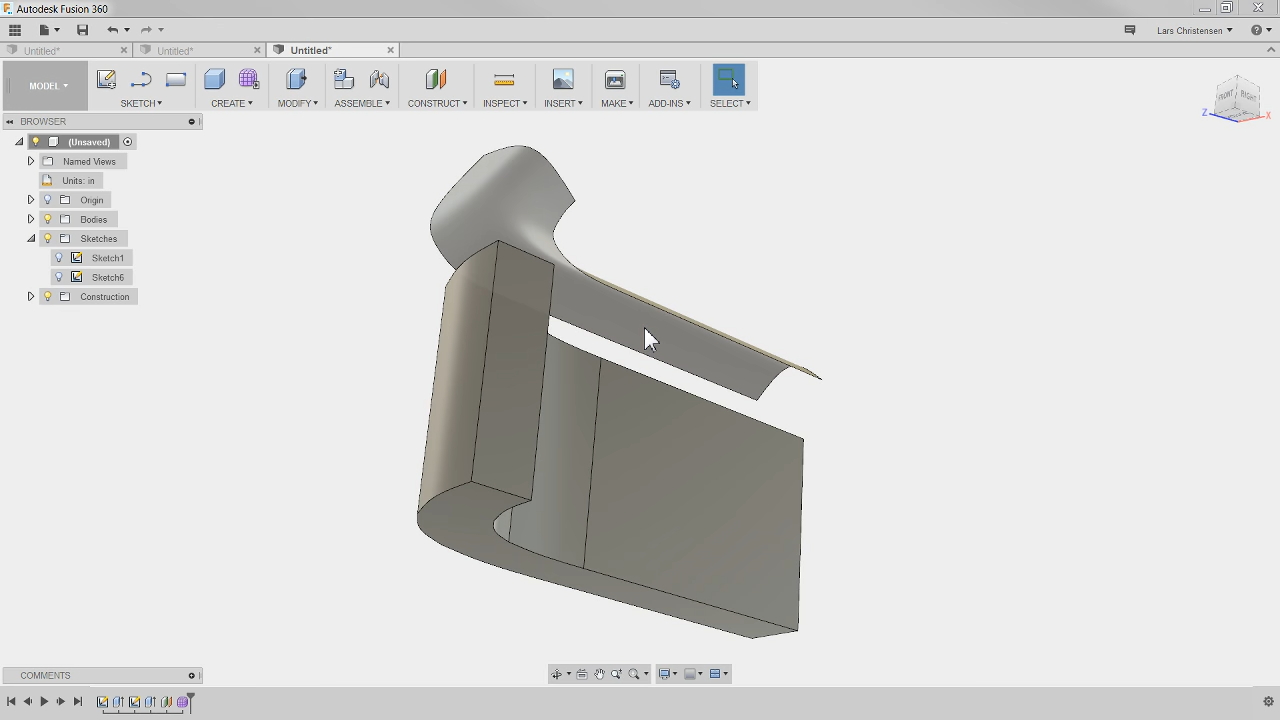 Autodesk Fusion 360
Lars Christensen
Untitled*
Untitled*
Untitled*
MODEL
SKETCH
CREATE
MODIFY
ASSEMBLE
CONSTRUCT
INSPECT
INSERT
MAKE
ADD-INS
SELECT
FRONT
RIGHT
Z
X
BROWSER
(Unsaved)
Named Views
Units: in
Origin
Bodies
Sketches
Sketch1
Sketch6
Construction
COMMENTS